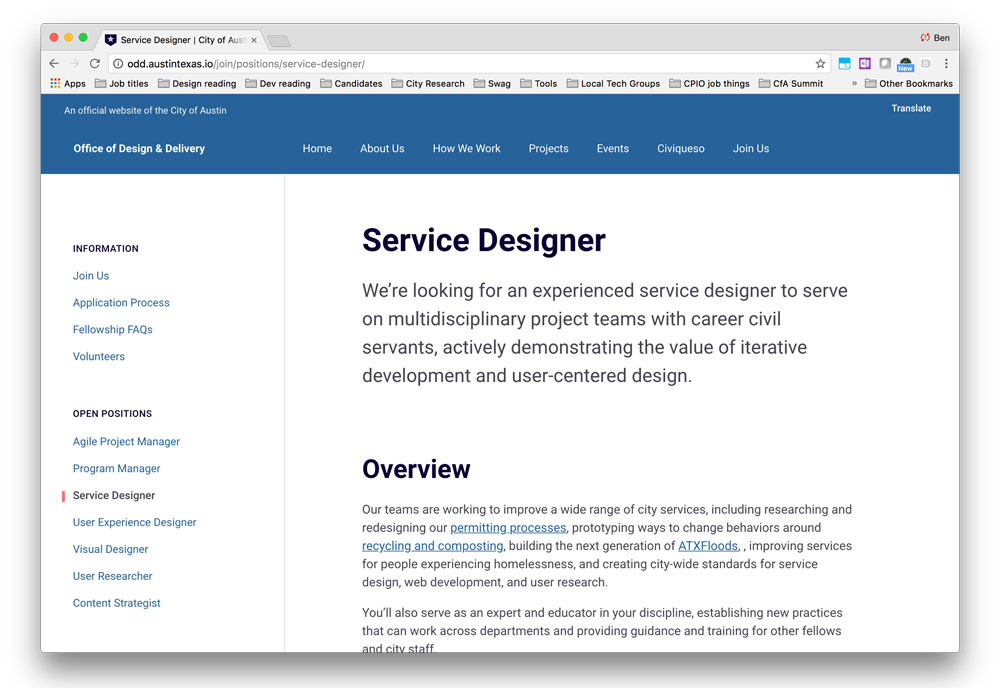 Service Designer | City of Aus
Ben
odd.austintexas.io/join/positions/service-designer/
Apps Job titles Design reading Dev reading Candidates City Research Swag Tools Local Tech Groups CPIO job things CfA Summit » Other Bookmarks
New
An official website of the City of Austin
Translate
Office of Design & Delivery
Home About Us How We Work Projects Events Civiqueso Join Us
INFORMATION
Join Us
Application Process
Fellowship FAQs
Volunteers
OPEN POSITIONS
Agile Project Manager
Program Manager
Service Designer
User Experience Designer
Visual Designer
User Researcher
Content Strategist
Service Designer
We’re looking for an experienced service designer to serve
on multidisciplinary project teams with career civil
servants, actively demonstrating the value of iterative
development and user-centered design.
Overview
Our teams are working to improve a wide range of city services, including researching and
redesigning our permitting processes, prototyping ways to change behaviors around
recycling and composting, building the next generation of ATXFloods, , improving services
for people experiencing homelessness, and creating city-wide standards for service
design, web development, and user research.
You’ll also serve as an expert and educator in your discipline, establishing new practices
that can work across departments and providing guidance and training for other fellows
and city staff.